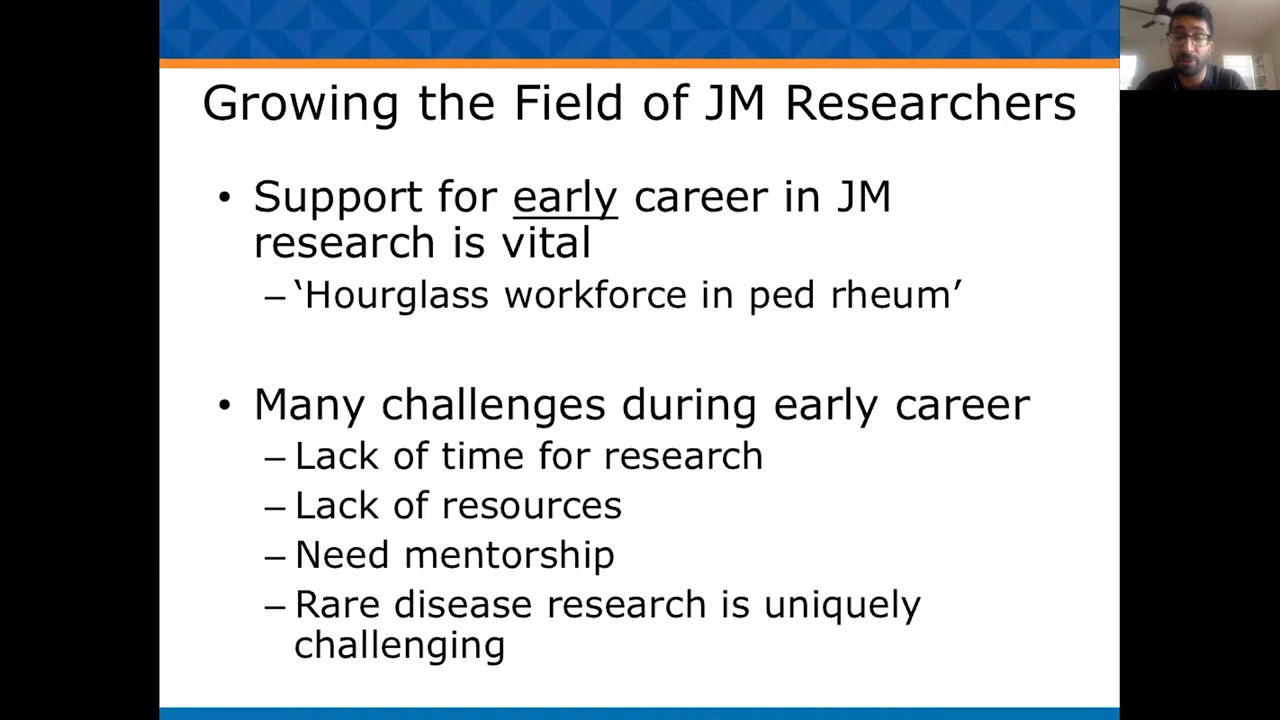 Growing the Field of JM Researchers
• Support for early career in JM
research is vital
– ‘Hourglass workforce in ped rheum’
• Many challenges during early career
– Lack of time for research
– Lack of resources
– Need mentorship
– Rare disease research is uniquely
challenging